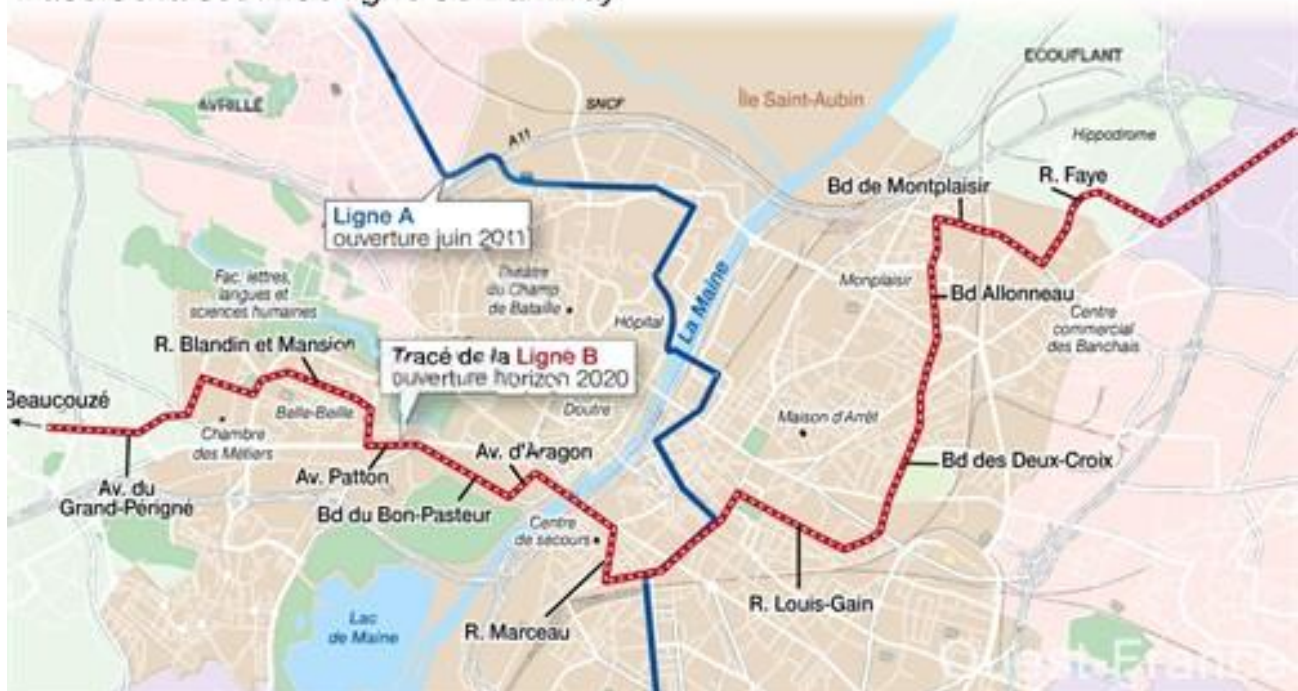 ECOUFLANT
AVRILLÉ
SNCF
Île Saint-Aubin
A11
Hippodrome
Bd de Montplaisir
R. Faye
Ligne A
ouverture juin 2011
Fac, lettres,
langues et
sciences humaines
Théâtre
du Champ
de Bataille
La Maine
Monplaisir
Bd Allonneau
Hôpital
Centre
commercial
des Banchais
R. Blandin et Mansion
Tracé de la Ligne B
ouverture horizon 2020
Beaucouzé
Belle-Beille
Doutre
Maison d'Arrêt
Chambre
des Métiers
Av. d'Aragon
Bd des Deux-Croix
Av. Patton
Av. du
Grand-Périgné
Bd du Bon-Pasteur
Centre
de secours
R. Louis-Gain
Lac
de Maine
R. Marceau
Ouest-France